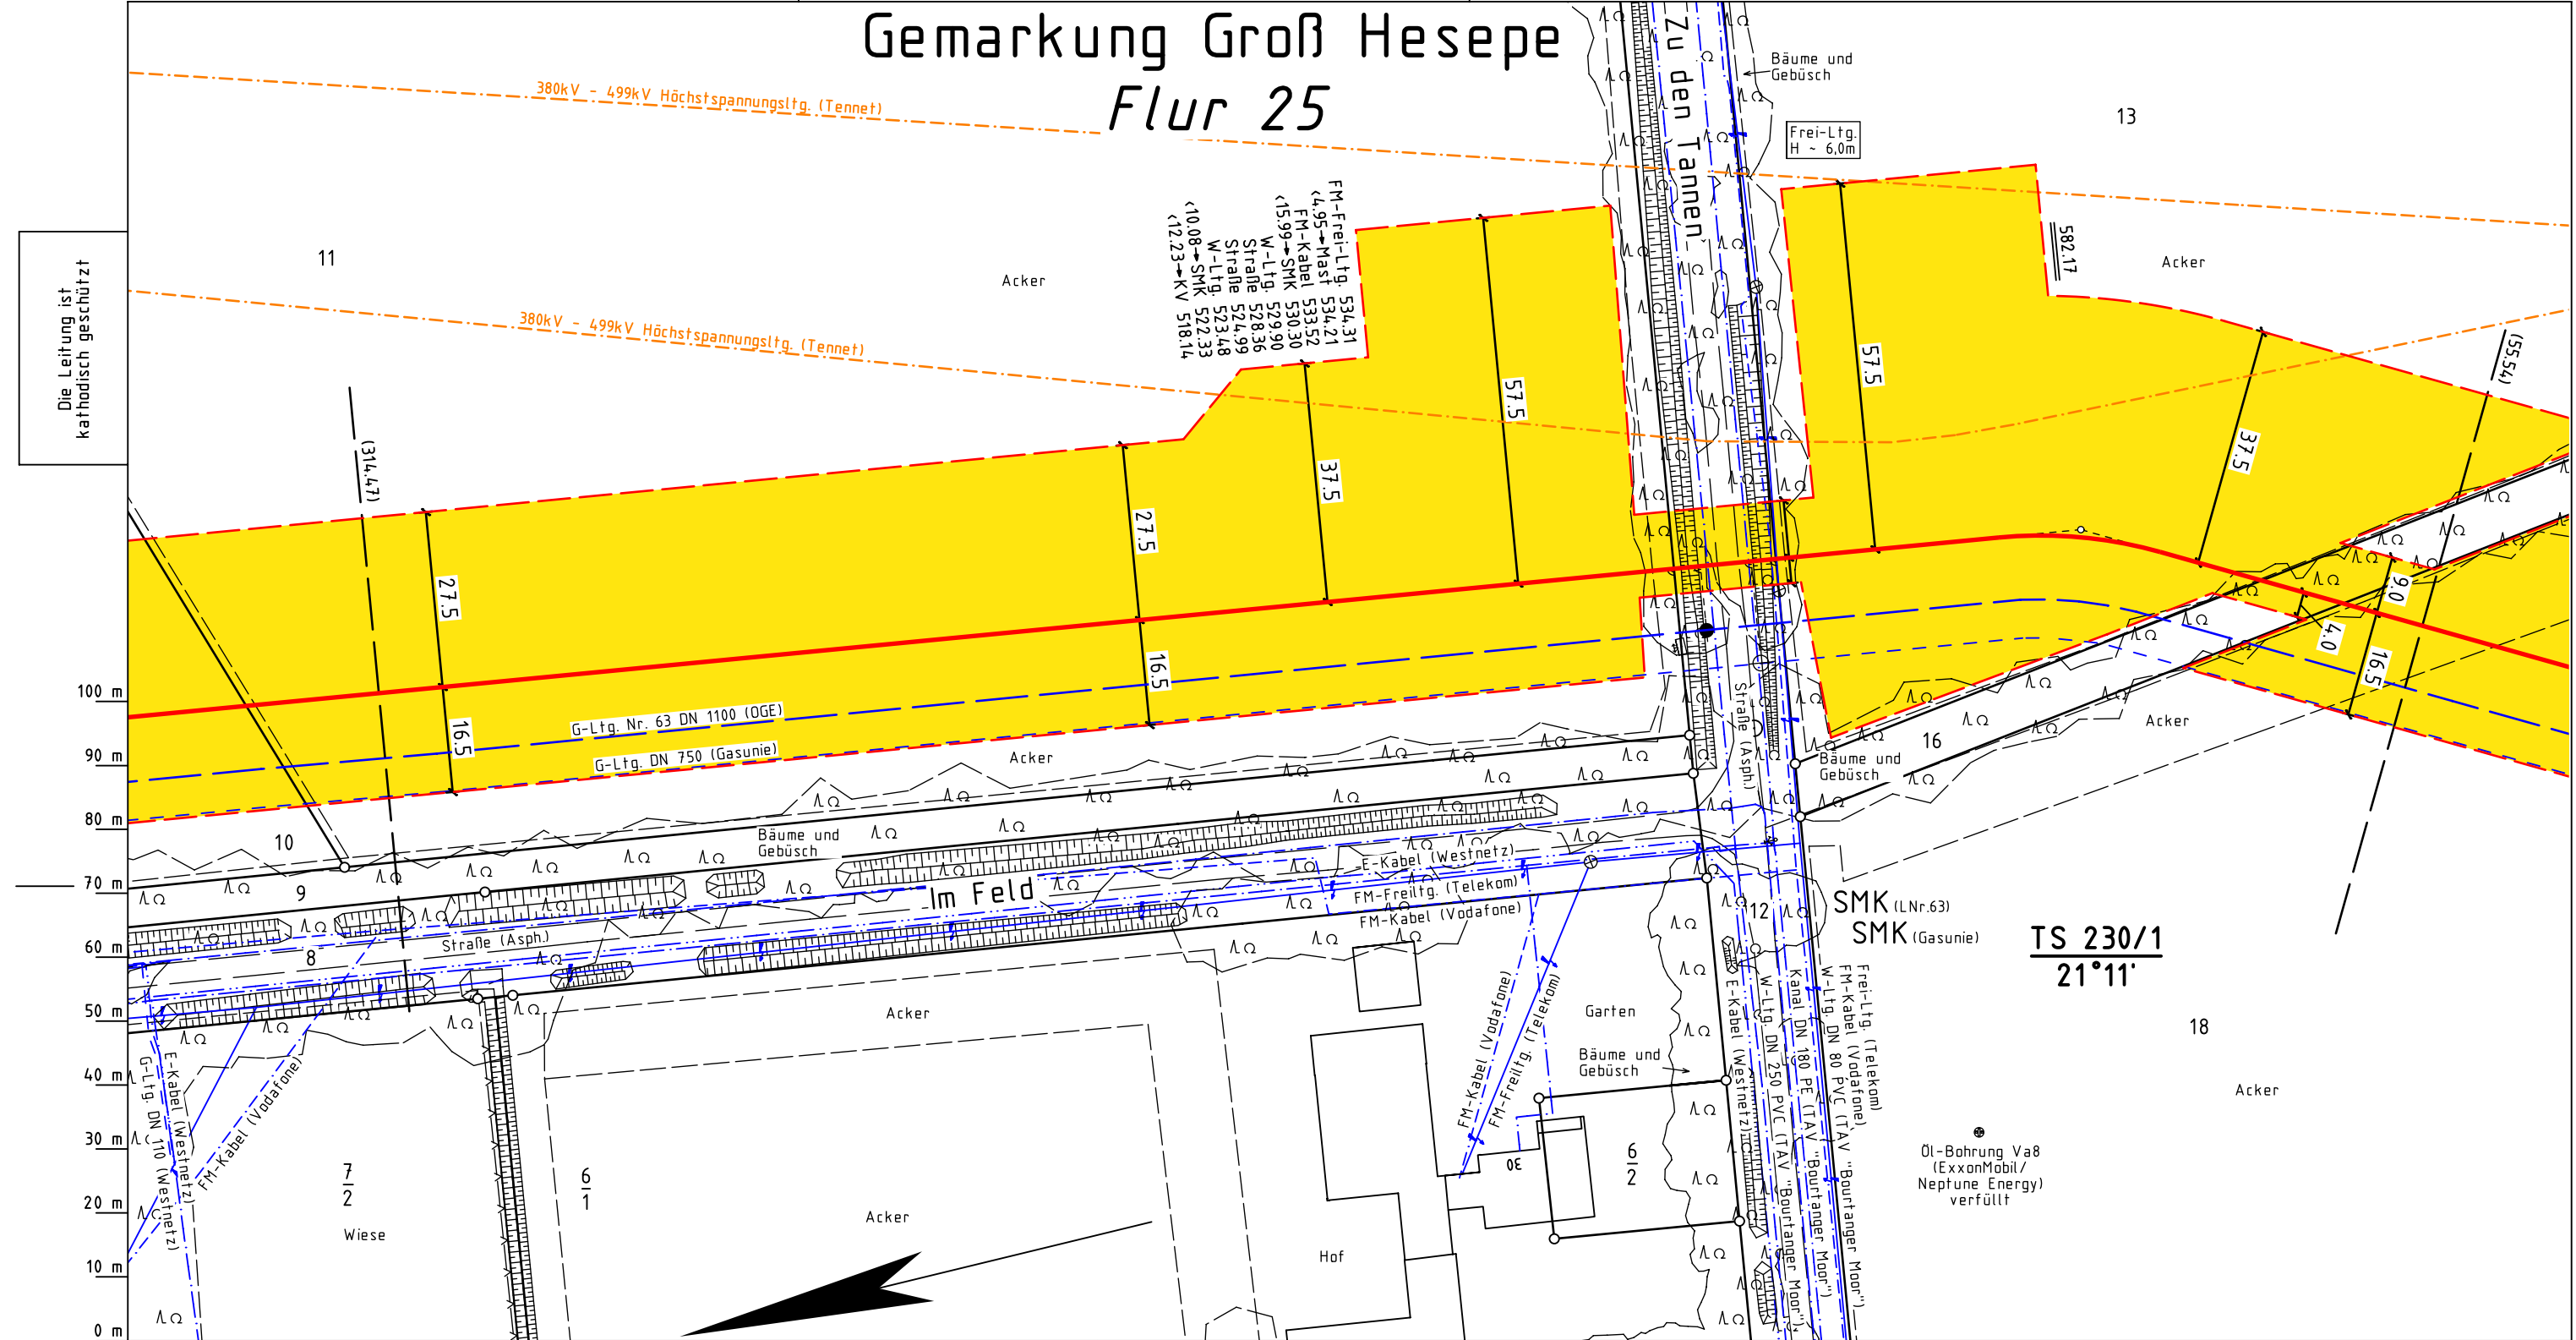 Gemarkung Groß Hesepe
Flur 25
Zu den Tannen
Bäume und
Gebüsch
Frei-Ltg.
H ~ 6,0m
13
380kV - 499kV Höchstspannungsltg. (Tennet)
380kV - 499kV Höchstspannungsltg. (Tennet)
Die Leitung ist
kathodisch geschützt
11
Acker
FM-Frei-Ltg. 534.31
<4.95→Mast 534.21
FM-Kabel 533.52
<15.99→SMK 530.30
W-Ltg. 529.90
Straße 528.36
Straße 524.99
W-Ltg. 523.48
<10.08→SMK 522.33
<12.23→KV 518.14
582.17
Acker
(314.47)
(55.54)
27.5
27.5
37.5
57.5
57.5
37.5
16.5
16.5
9.0
4.0
16.5
G-Ltg. Nr. 63 DN 1100 (OGE)
G-Ltg. DN 750 (Gasunie)
Acker
Straße (Asph.)
16
Bäume und
Gebüsch
Acker
100 m
90 m
80 m
70 m
60 m
50 m
40 m
30 m
20 m
10 m
0 m
10
9
8
Bäume und
Gebüsch
Im Feld
Straße (Asph.)
E-Kabel (Westnetz)
FM-Freiltg. (Telekom)
FM-Kabel (Vodafone)
12
SMK (LNr.63)
SMK (Gasunie)
TS 230/1
21°11'
18
Acker
Acker
Garten
Bäume und
Gebüsch
FM-Kabel (Vodafone)
FM-Freiltg. (Telekom)
E-Kabel (Westnetz)
W-Ltg. DN 250 PVC (TAV "Bourtanger Moor")
Kanal DN 180 PE (TAV "Bourtanger Moor")
W-Ltg. DN 80 PVC (TAV "Bourtanger Moor")
FM-Kabel (Vodafone)
Frei-Ltg. (Telekom)
G-Ltg. DN 110 (Westnetz)
E-Kabel (Westnetz)
FM-Kabel (Vodafone)
7
2
Wiese
6
1
Acker
Hof
30
6
2
Öl-Bohrung Va8
(ExxonMobil/
Neptune Energy)
verfüllt